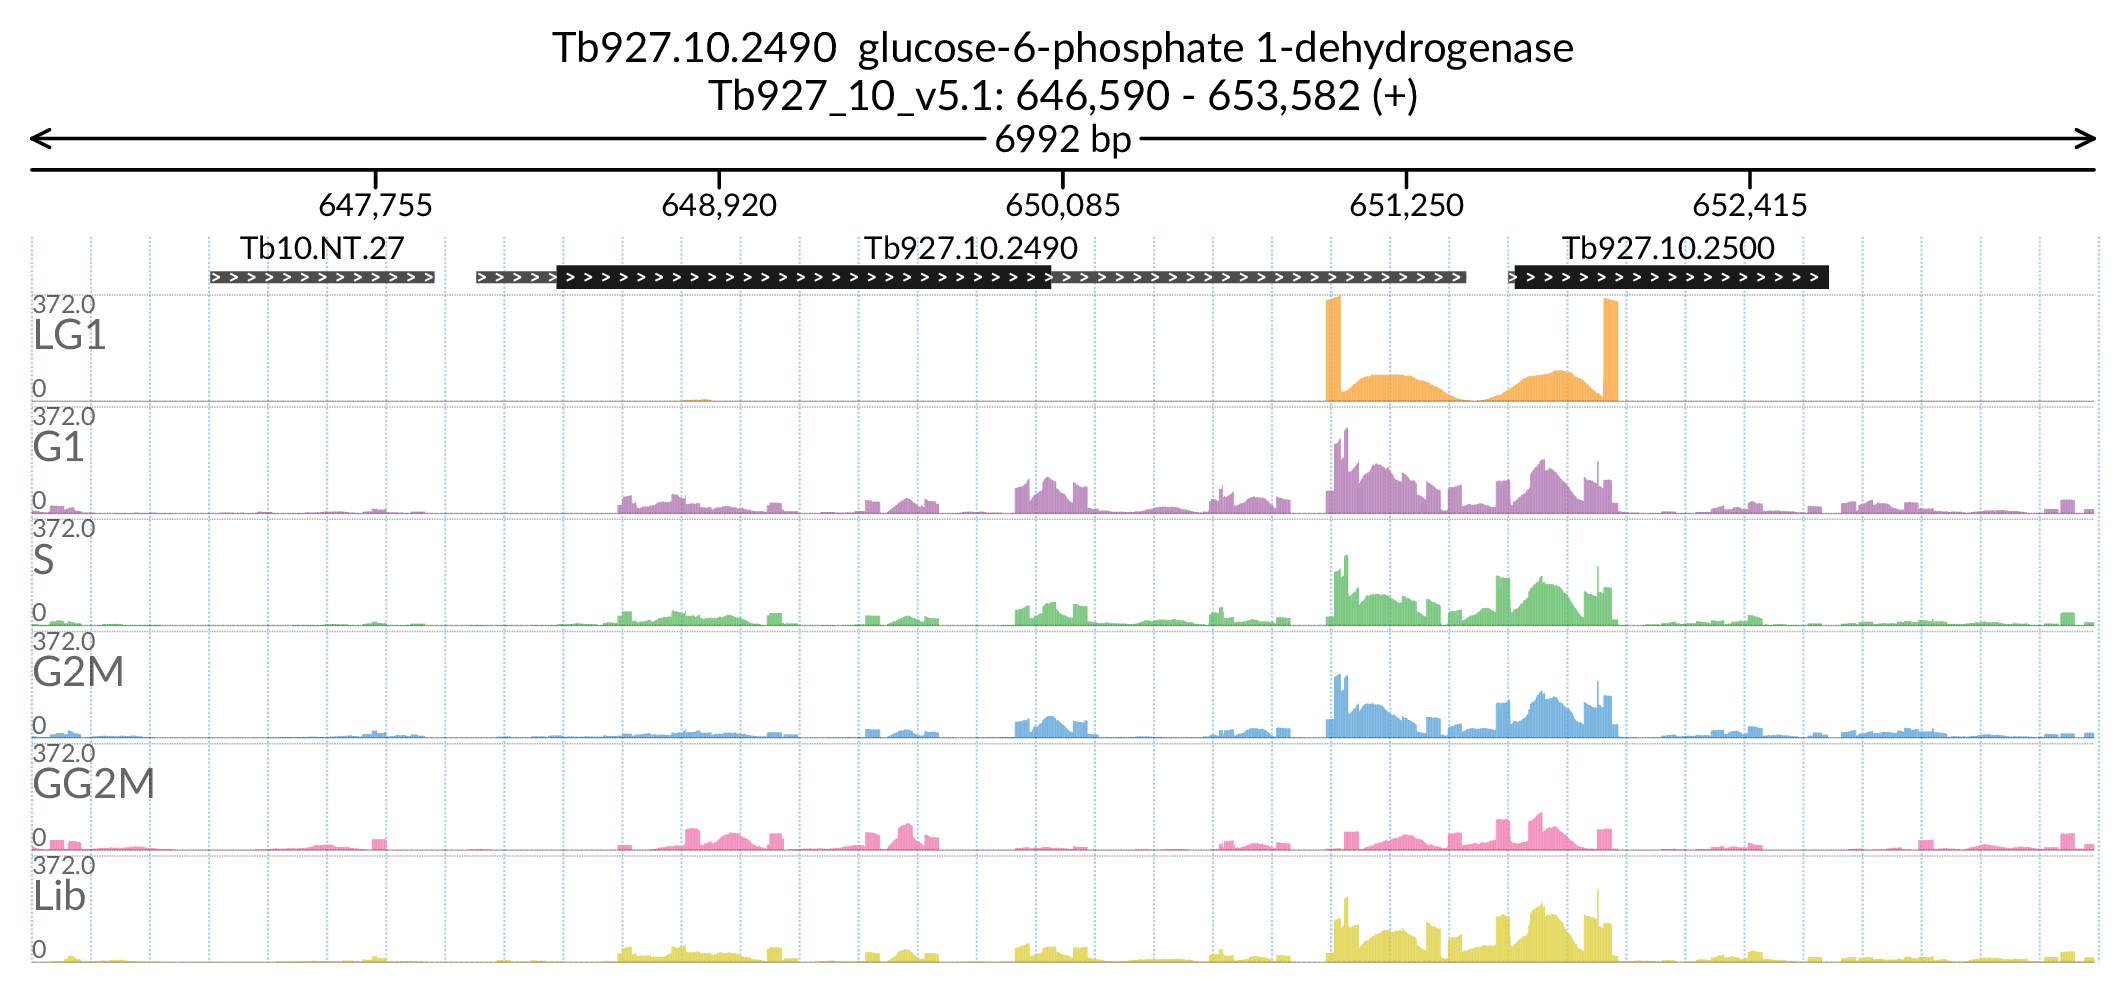 Tb927.10.2490 glucose-6-phosphate 1-dehydrogenase
Tb927_10_v5.1: 646,590 - 653,582 (+)
6992 bp
647,755 648,920 650,085 651,250 652,415
Tb10.NT.27 Tb927.10.2490 Tb927.10.2500
372.0
LG1
0
372.0
G1
0
372.0
S
0
372.0
G2M
0
372.0
GG2M
0
372.0
Lib
0